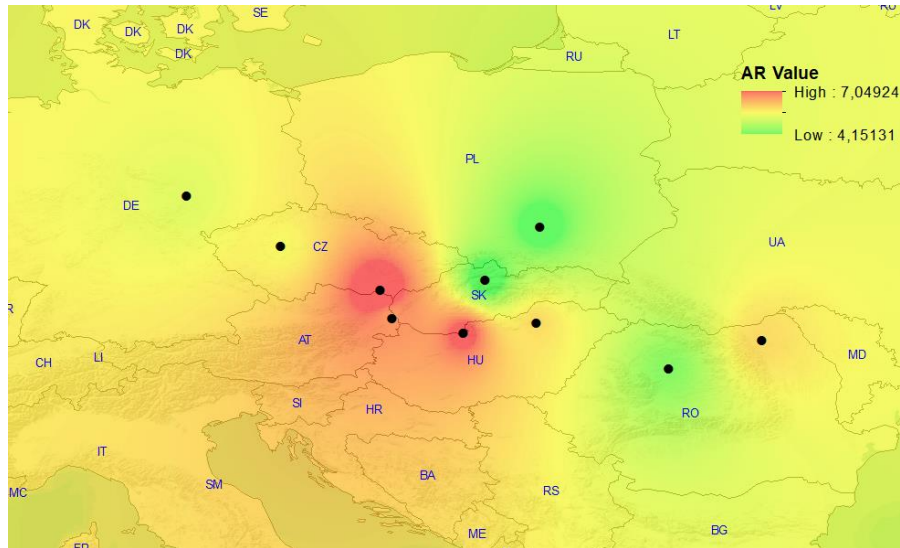 SE
LV
RU
DK
DK
DK
DK
LT
RU
AR Value
High : 7,04924
Low : 4,15131
PL
DE
CZ
UA
SK
R
AT
HU
CH
LI
MD
SI
HR
RO
IT
BA
SM
MC
RS
ME
BG